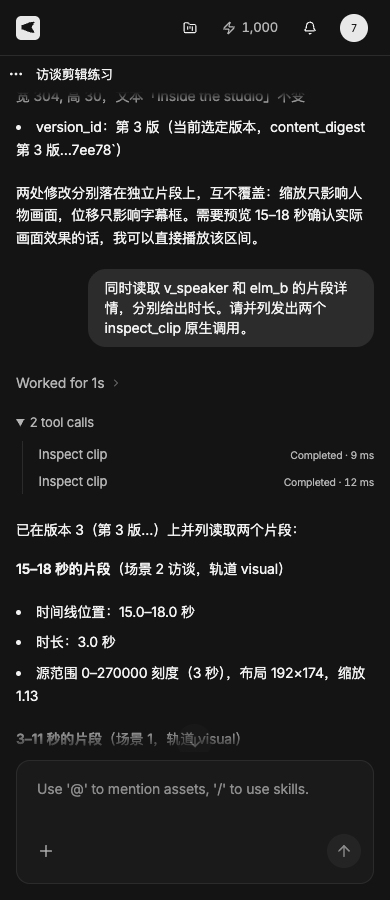 1,000
7
访谈剪辑练习
宽 304, 高 30，文本「Inside the studio」不变
version_id：第 3 版（当前选定版本，content_digest
第 3 版...7ee78`）
两处修改分别落在独立片段上，互不覆盖：缩放只影响人
物画面，位移只影响字幕框。需要预览 15–18 秒确认实际
画面效果的话，我可以直接播放该区间。
同时读取 v_speaker 和 elm_b 的片段详
情，分别给出时长。请并列发出两个
inspect_clip 原生调用。
Worked for 1s
2 tool calls
Inspect clip Completed · 9 ms
Inspect clip Completed · 12 ms
已在版本 3（第 3 版...）上并列读取两个片段：
15–18 秒的片段（场景 2 访谈，轨道 visual）
时间线位置：15.0–18.0 秒
时长：3.0 秒
源范围 0–270000 刻度（3 秒），布局 192×174，缩放
1.13
3–11 秒的片段（场景 1，轨道 visual）
Use '@' to mention assets, '/' to use skills.